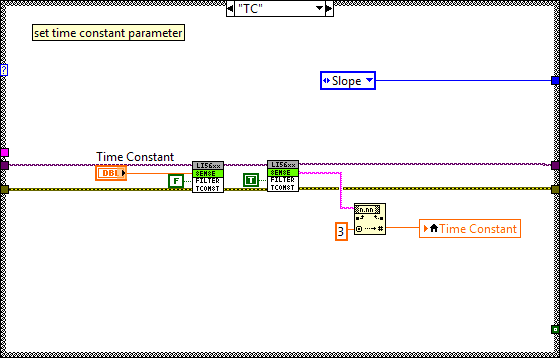 "TC"
set time constant parameter
?
Slope
Time Constant
DBL
LI56xx
SENSE
FILTER
TCONST
F
LI56xx
SENSE
FILTER
TCONST
T
n.nn
3
Time Constant